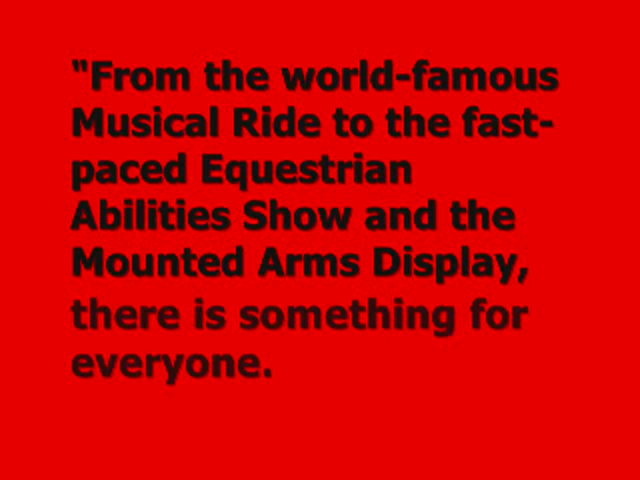 "From the world-famous
Musical Ride to the fast-
paced Equestrian
Abilities Show and the
Mounted Arms Display,
there is something for
everyone.